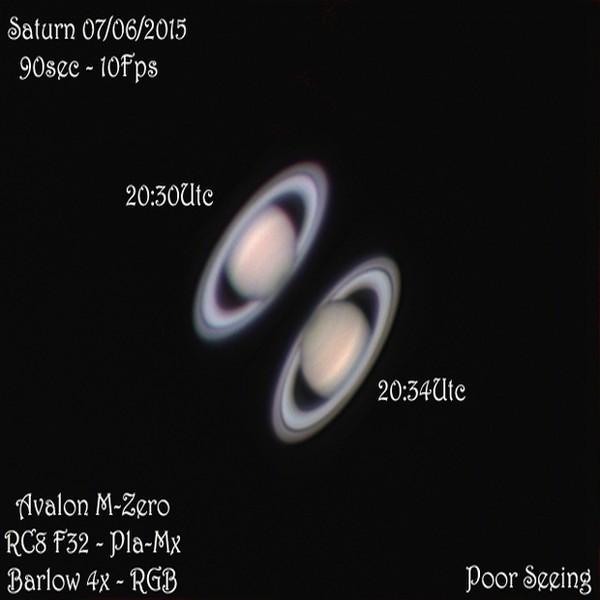 Saturn 07/06/2015
90sec - 10Fps
20:30Utc
20:34Utc
Avalon M-Zero
RC8 F32 - Pla-Mx
Barlow 4x - RGB
Poor Seeing